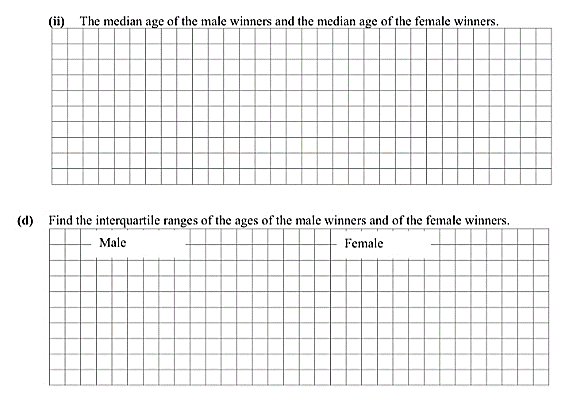 (ii) The median age of the male winners and the median age of the female winners.
(d) Find the interquartile ranges of the ages of the male winners and of the female winners.
Male Female